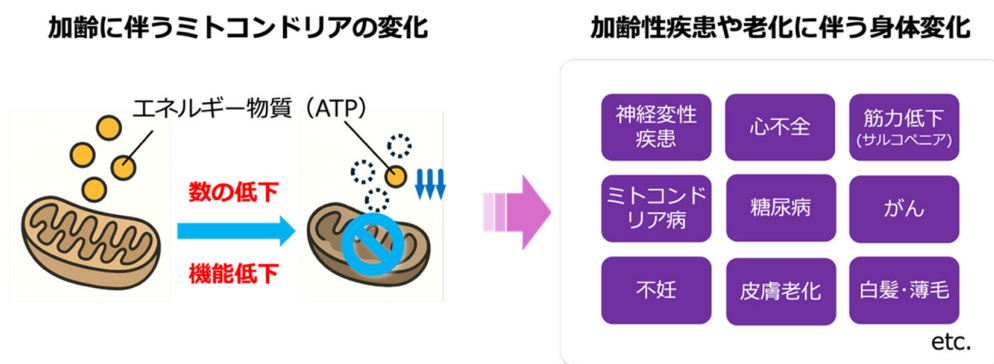 加齢に伴うミトコンドリアの変化
エネルギー物質（ATP）
数の低下
機能低下
加齢性疾患や老化に伴う身体変化
神経変性
疾患
心不全
筋力低下
(サルコペニア)
ミトコンド
リア病
糖尿病
がん
不妊
皮膚老化
白髪・薄毛
etc.